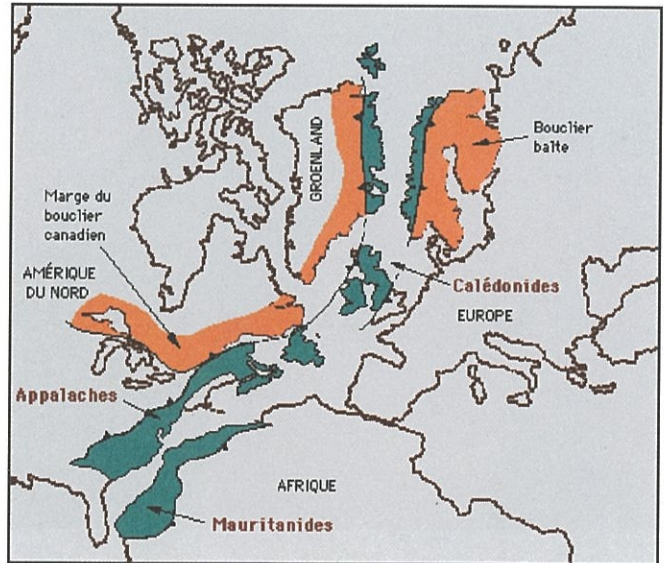 GROENLAND
Bouclier
balte
Marge du
bouclier
canadien
AMÉRIQUE
DU NORD
Calédonides
EUROPE
Appalaches
AFRIQUE
Mauritanides